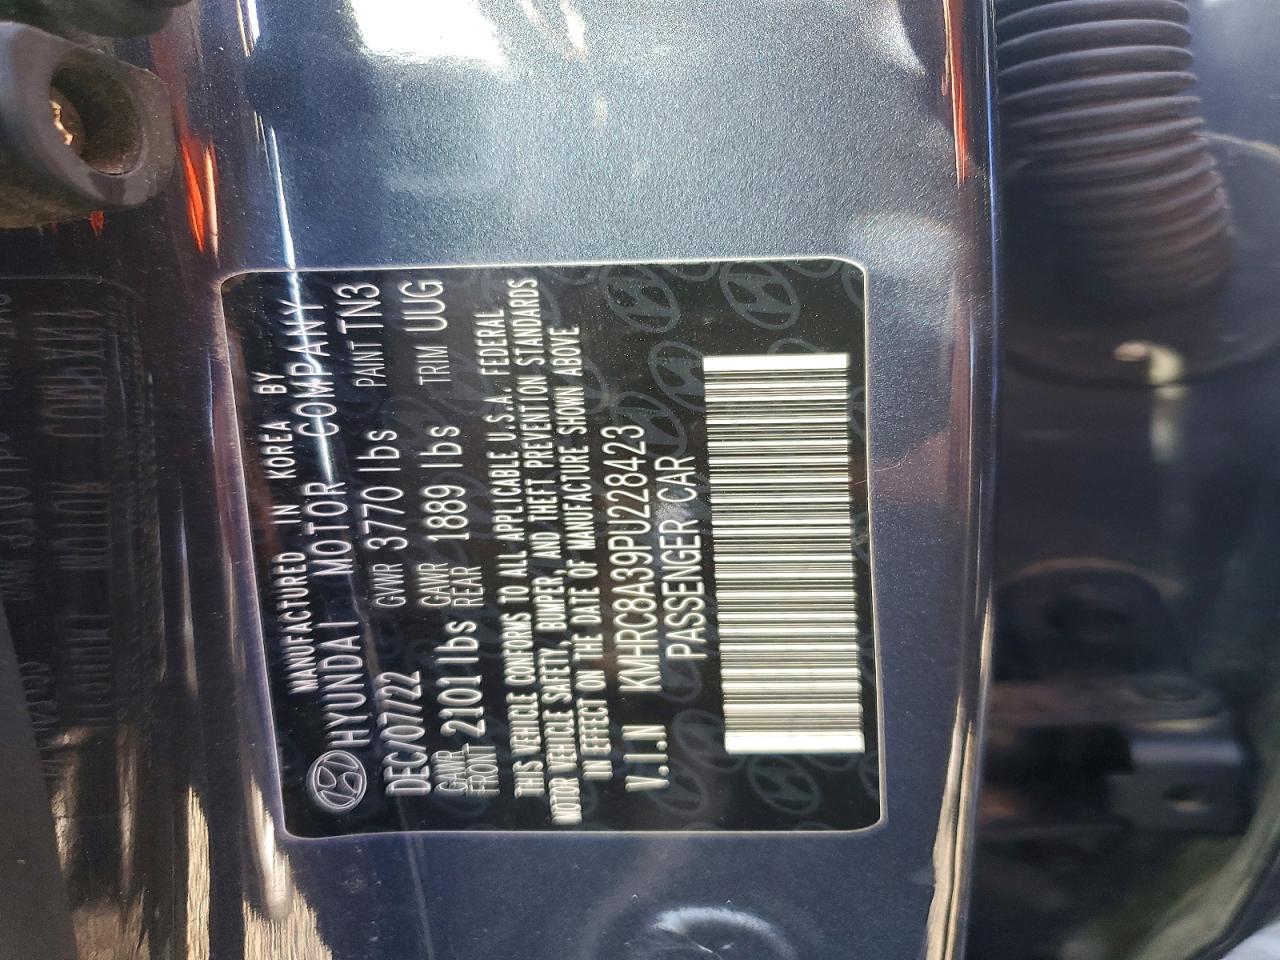 MANUFACTURED IN KOREA BY
HYUNDAI MOTOR COMPANY
DEC/07/22 GVWR 3770 lbs PAINT TN3
GAWR FRONT 2101 lbs GAWR REAR 1889 lbs TRIM UUG
THIS VEHICLE CONFORMS TO ALL APPLICABLE U.S.A. FEDERAL
MOTOR VEHICLE SAFETY, BUMPER, AND THEFT PREVENTION STANDARDS
IN EFFECT ON THE DATE OF MANUFACTURE SHOWN ABOVE
V.I.N KMHRC8A39PU228423
PASSENGER CAR